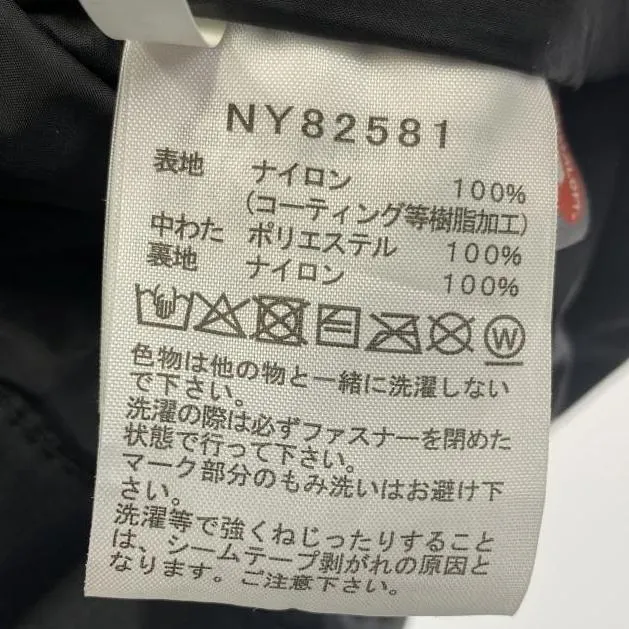 NY82581
表地 ナイロン 100%
(コーティング等樹脂加工)
中わた ポリエステル 100%
裏地 ナイロン 100%
W
色物は他の物と一緒に洗濯しない
で下さい。
洗濯の際は必ずファスナーを閉めた
状態で行って下さい。
マーク部分のもみ洗いはお避け下
さい。
洗濯等で強くねじったりすること
は、シームテープ剥がれの原因と
なります。ご注意下さい。